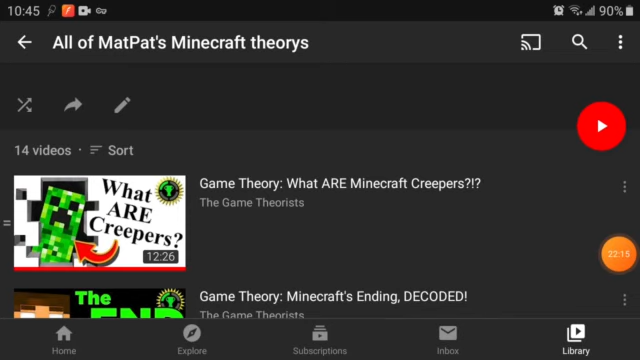 10:45
90%
All of MatPat's Minecraft theorys
14 videos · Sort
What
ARE
Creepers?
12:26
Game Theory: What ARE Minecraft Creepers?!?
The Game Theorists
22:15
The
END
Game Theory: Minecraft's Ending, DECODED!
The Game Theorists
Home
Explore
Subscriptions
Inbox
Library